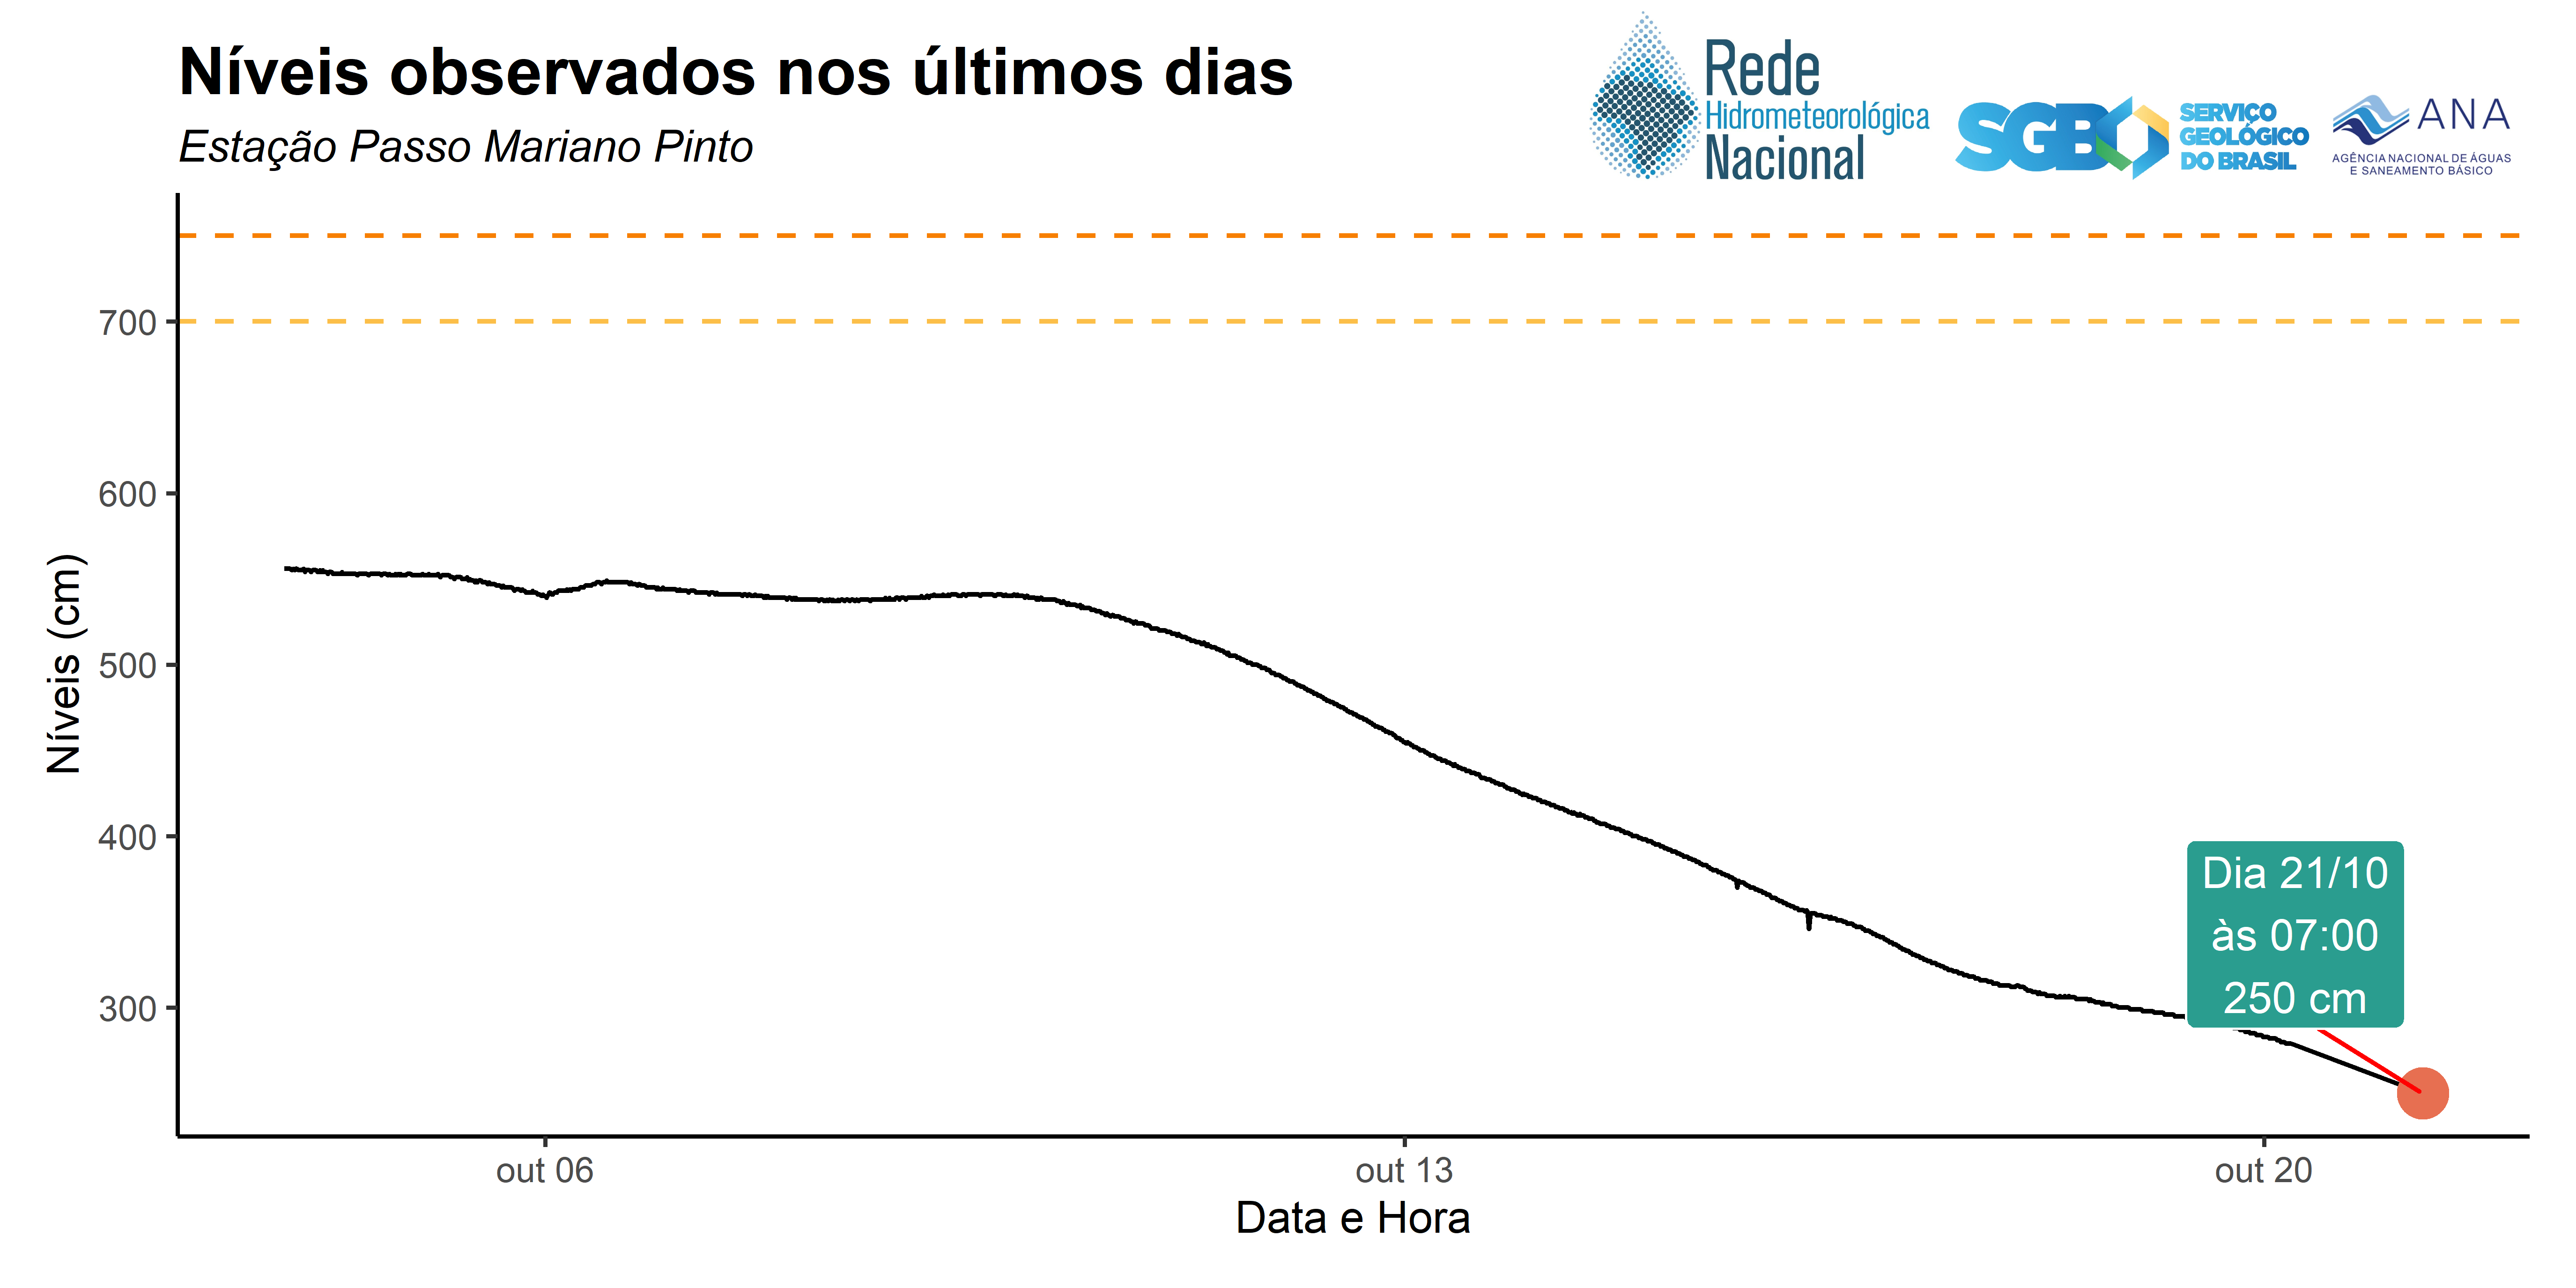 Níveis observados nos últimos dias
Estação Passo Mariano Pinto
Rede
Hidrometeorológica
Nacional
SGB
SERVIÇO
GEOLÓGICO
DO BRASIL
ANA
AGÊNCIA NACIONAL DE ÁGUAS
E SANEAMENTO BÁSICO
Níveis (cm)
700
600
500
400
300
Dia 21/10
às 07:00
250 cm
out 06
out 13
out 20
Data e Hora